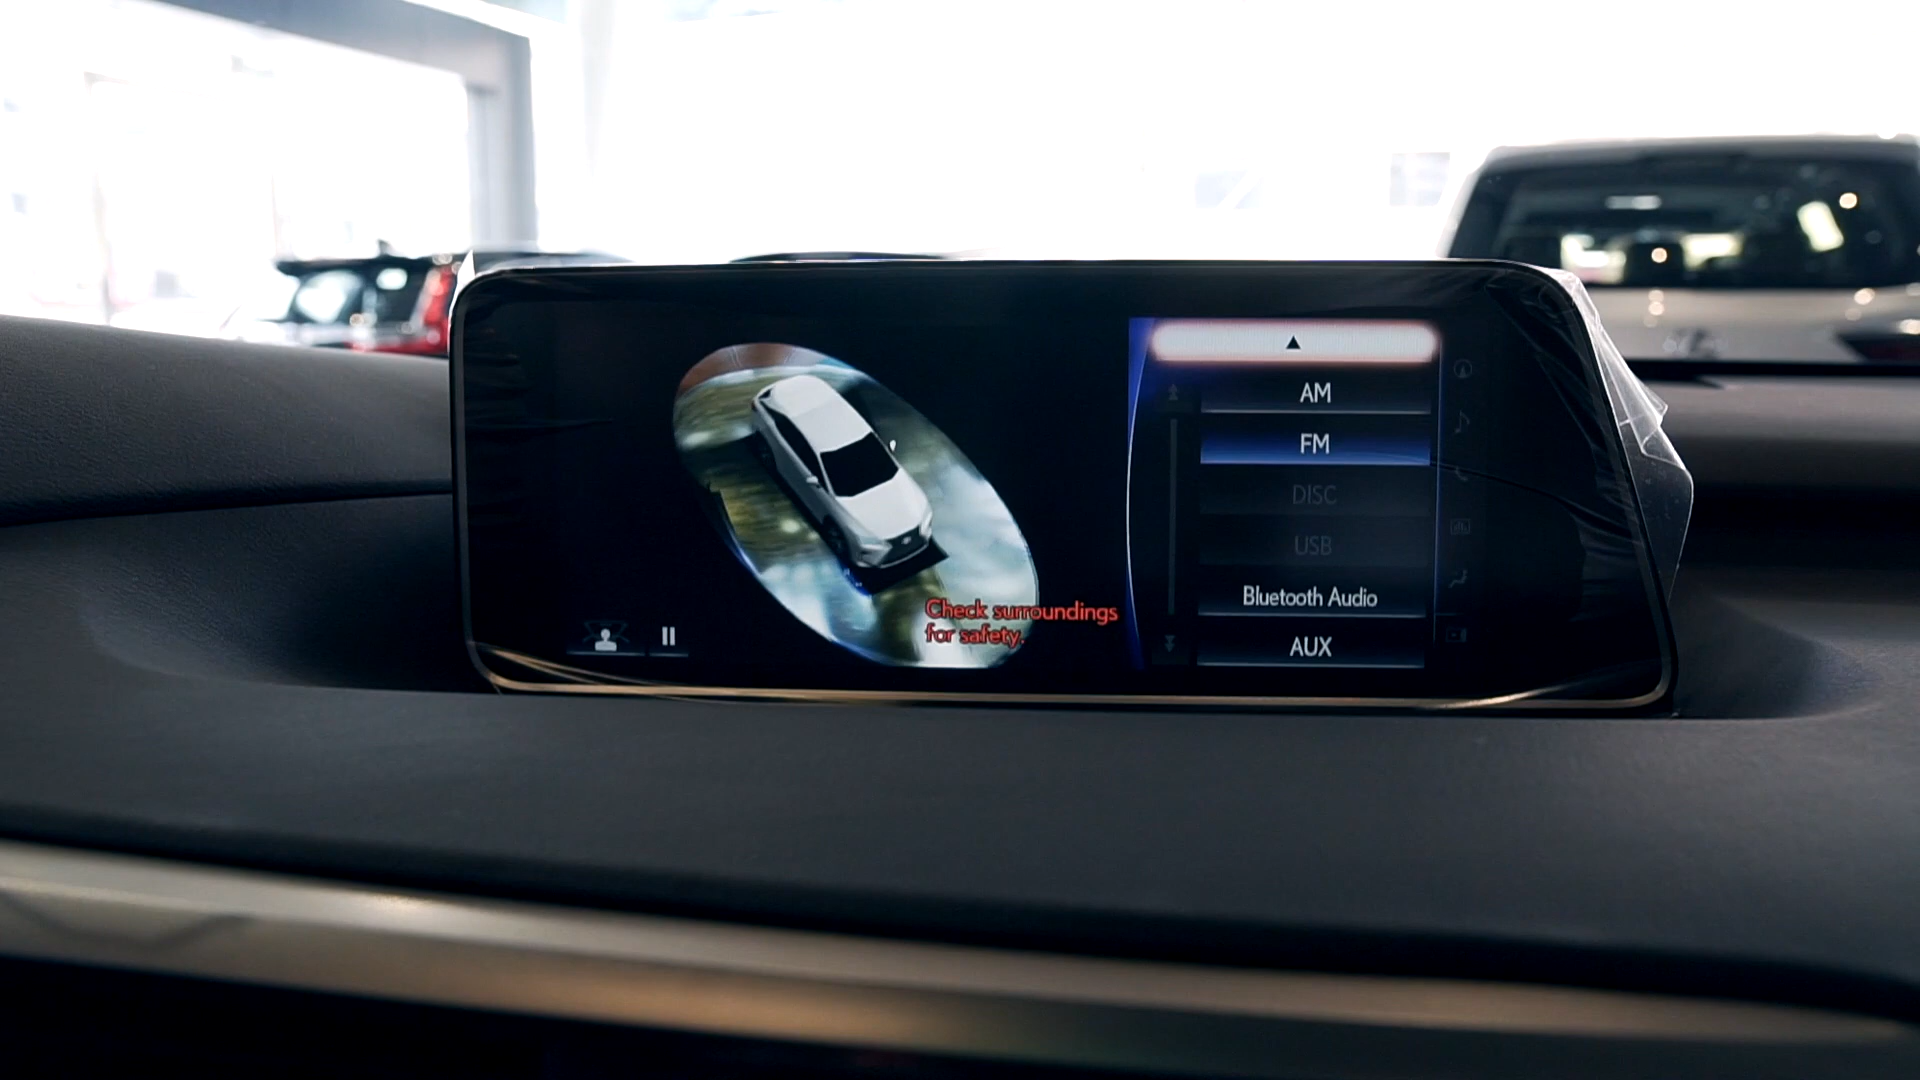 Check surroundings
for safety.
AM
FM
DISC
USB
Bluetooth Audio
AUX